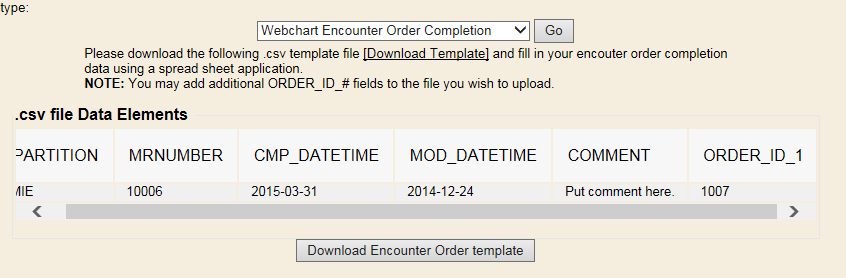 type:
Webchart Encounter Order Completion Go
Please download the following .csv template file [Download Template] and fill in your encouter order completion
data using a spread sheet application.
NOTE: You may add additional ORDER_ID_# fields to the file you wish to upload.
.csv file Data Elements
PARTITION MRNUMBER CMP_DATETIME MOD_DATETIME COMMENT ORDER_ID_1
MIE 10006 2015-03-31 2014-12-24 Put comment here. 1007
Download Encounter Order template